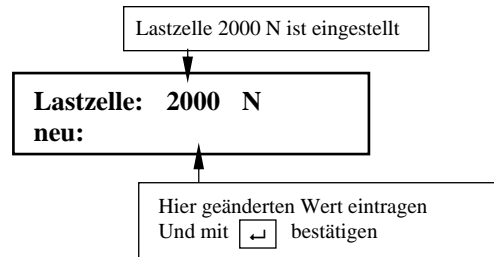 Lastzelle 2000 N ist eingestellt
Lastzelle: 2000 N
neu:
Hier geänderten Wert eintragen
Und mit ↵ bestätigen